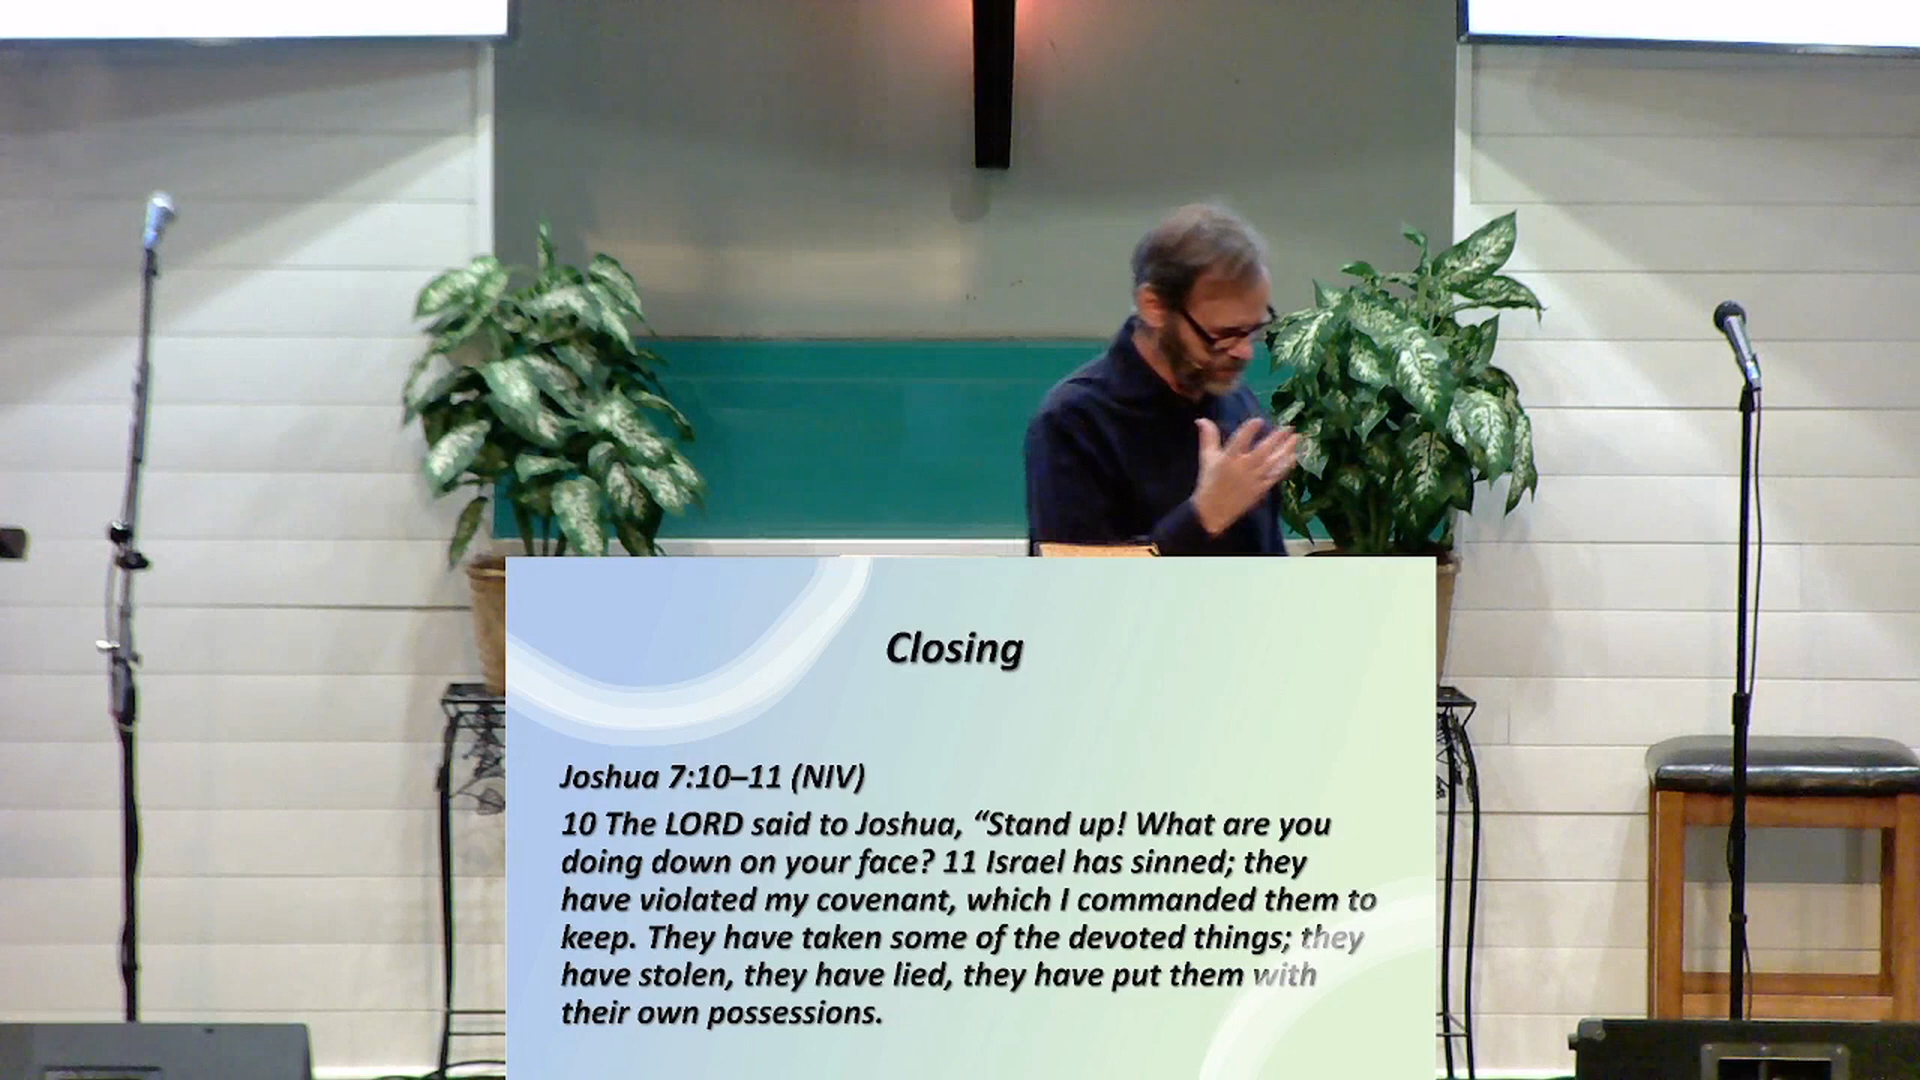 Closing
Joshua 7:10–11 (NIV)
10 The LORD said to Joshua, “Stand up! What are you
doing down on your face? 11 Israel has sinned; they
have violated my covenant, which I commanded them to
keep. They have taken some of the devoted things; they
have stolen, they have lied, they have put them with
their own possessions.